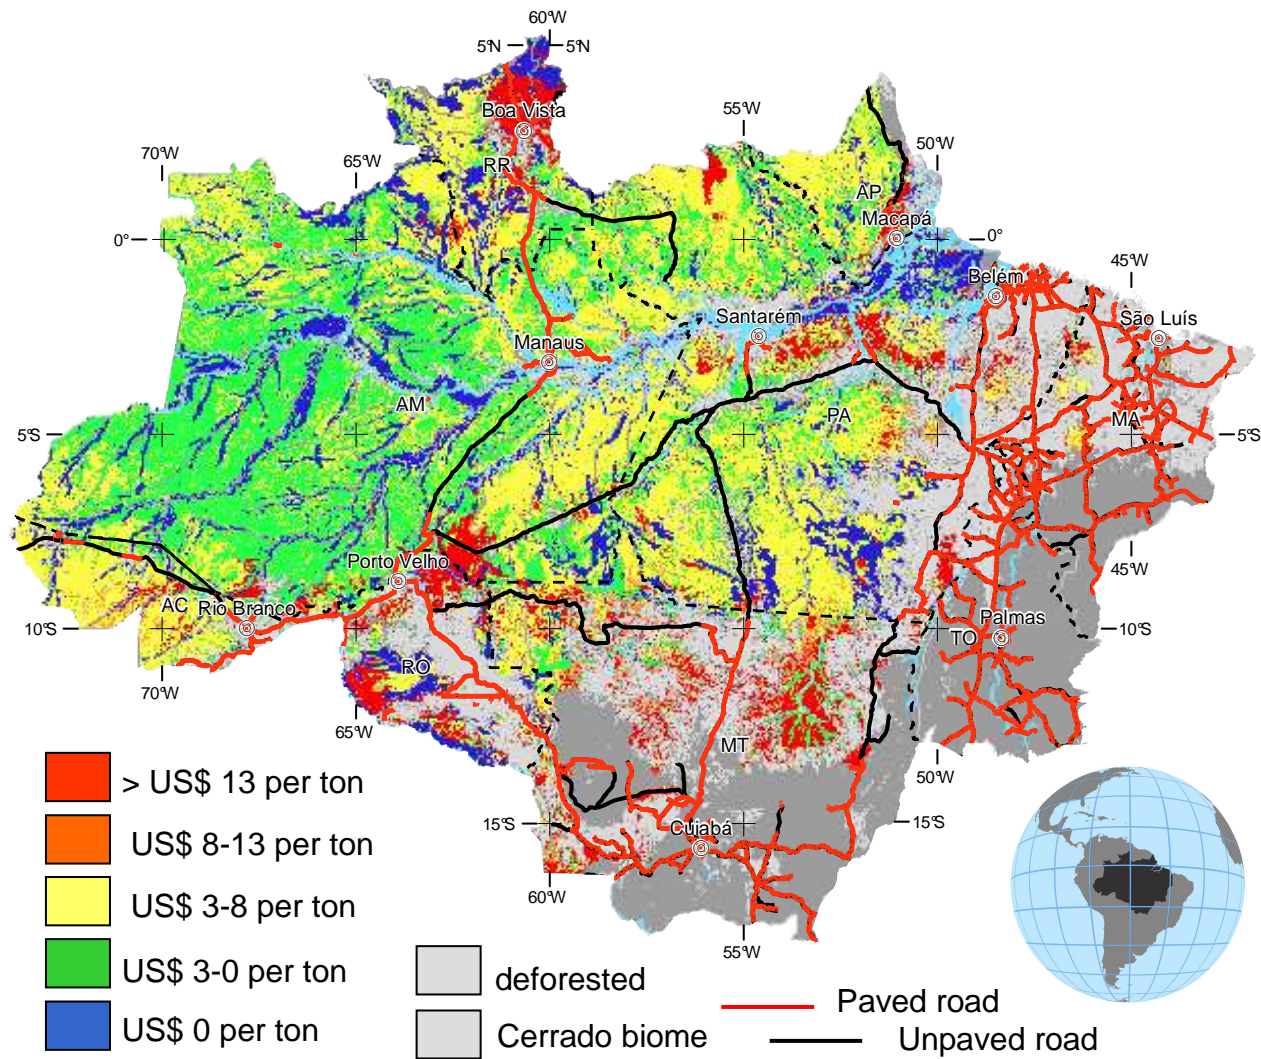 60°W
5°N
5°N
Boa Vista
55°W
70°W
65°W
50°W
RR
AP
Macapá
0°
0°
45°W
Belém
Santarém
São Luís
Manaus
AM
PA
MA
5°S
5°S
Porto Velho
45°W
AC
Rio Branco
Palmas
10°S
TO
10°S
RO
70°W
65°W
MT
50°W
15°S
Cuiabá
15°S
60°W
55°W
> US$ 13 per ton
US$ 8-13 per ton
US$ 3-8 per ton
US$ 3-0 per ton
US$ 0 per ton
deforested
Cerrado biome
Paved road
Unpaved road